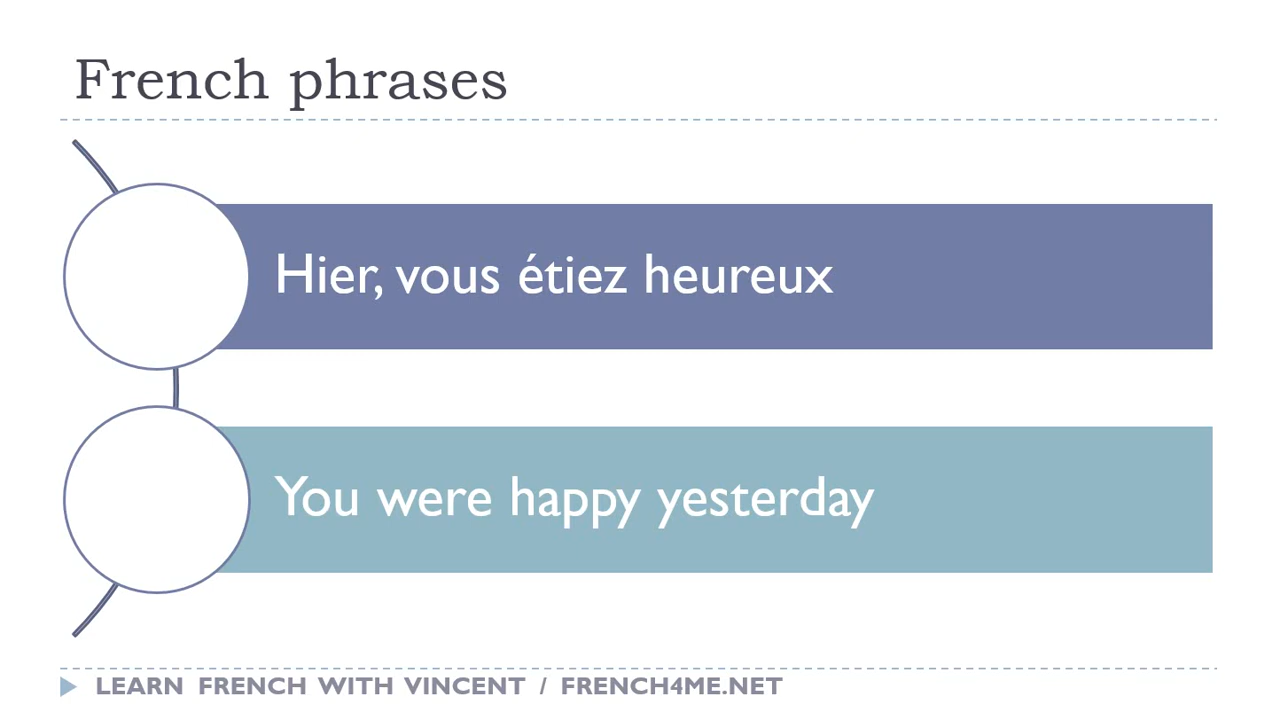 French phrases
Hier, vous étiez heureux
You were happy yesterday
LEARN FRENCH WITH VINCENT / FRENCH4ME.NET